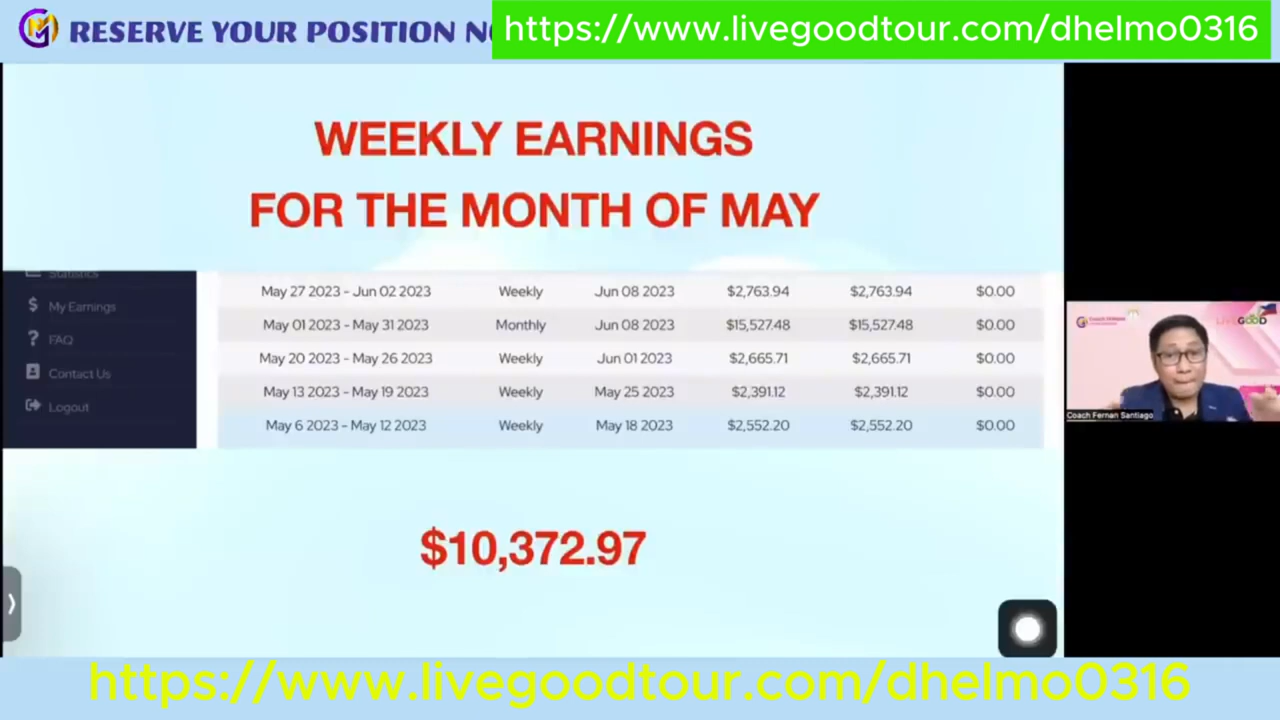 RESERVE YOUR POSITION
https://www.livegoodtour.com/dhelmo0316
WEEKLY EARNINGS
FOR THE MONTH OF MAY
Statistics
My Earnings
FAQ
Contact Us
Logout
May 27 2023 - Jun 02 2023 Weekly Jun 08 2023 $2,763.94 $2,763.94 $0.00
May 01 2023 - May 31 2023 Monthly Jun 08 2023 $15,527.48 $15,527.48 $0.00
May 20 2023 - May 26 2023 Weekly Jun 01 2023 $2,665.71 $2,665.71 $0.00
May 13 2023 - May 19 2023 Weekly May 25 2023 $2,391.12 $2,391.12 $0.00
May 6 2023 - May 12 2023 Weekly May 18 2023 $2,552.20 $2,552.20 $0.00
LIVEGOOD
Coach Fernan Santiago
$10,372.97
https://www.livegoodtour.com/dhelmo0316